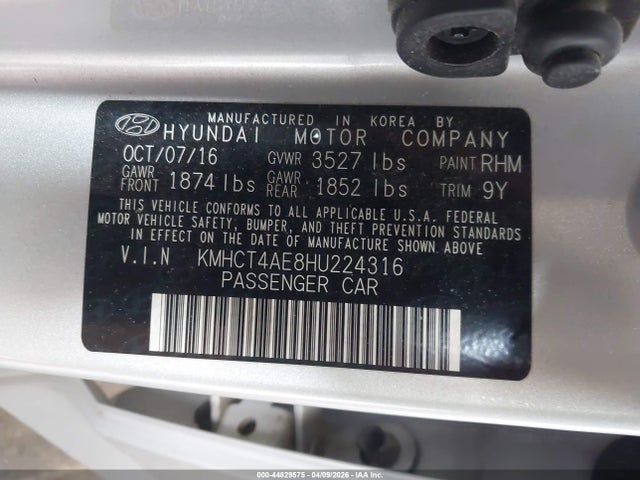 MANUFACTURED IN KOREA BY
HYUNDAI MOTOR COMPANY
OCT/07/16 GVWR 3527 lbs PAINT RHM
GAWR FRONT 1874 lbs GAWR REAR 1852 lbs TRIM 9Y
THIS VEHICLE CONFORMS TO ALL APPLICABLE U.S.A. FEDERAL
MOTOR VEHICLE SAFETY, BUMPER, AND THEFT PREVENTION STANDARDS
IN EFFECT ON THE DATE OF MANUFACTURE SHOWN ABOVE
V.I.N KMHCT4AE8HU224316
PASSENGER CAR
000-44829575 | 04/09/2026 | IAAI.COM